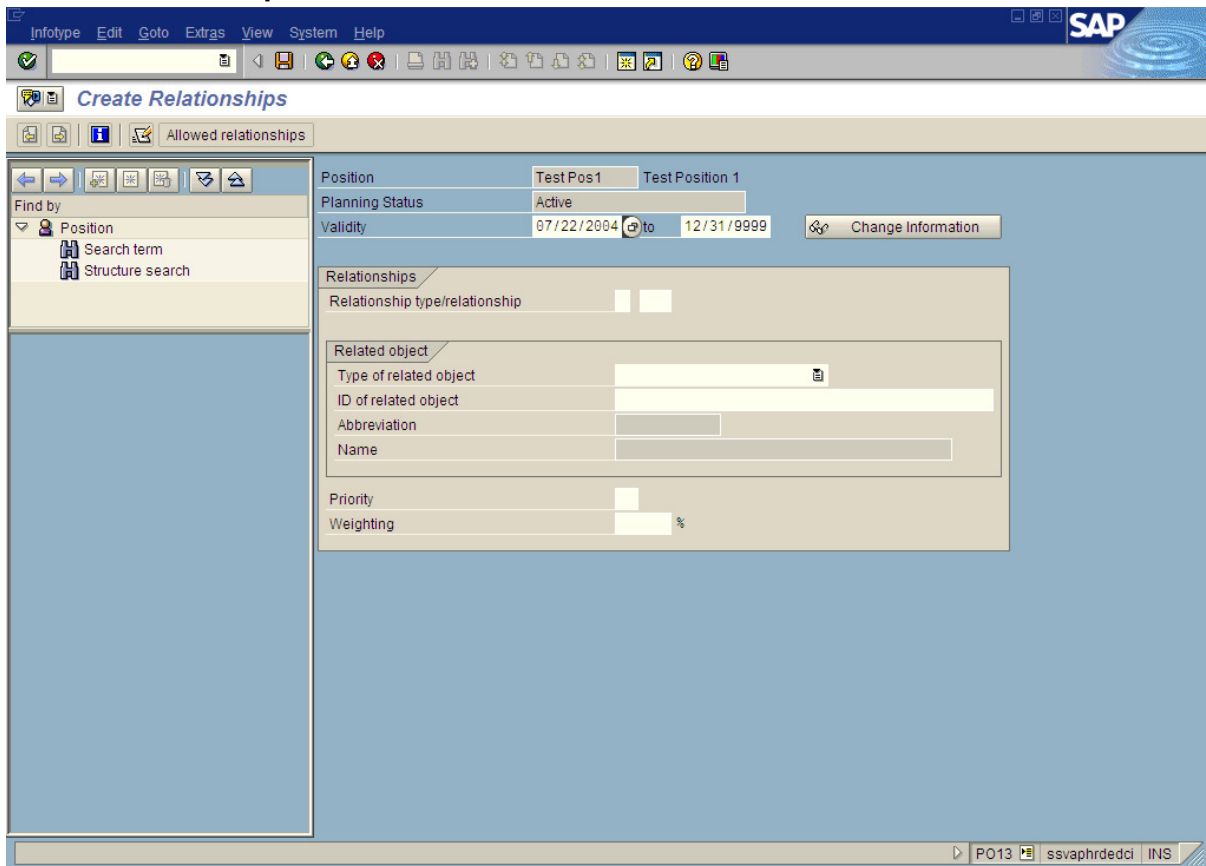 Infotype Edit Goto Extras View System Help
SAP
Create Relationships
Allowed relationships
Find by
Position
Search term
Structure search
Position Test Pos1 Test Position 1
Planning Status Active
Validity 07/22/2004 to 12/31/9999 Change Information
Relationships
Relationship type/relationship
Related object
Type of related object
ID of related object
Abbreviation
Name
Priority
Weighting %
PO13 ssvaphrdedci INS